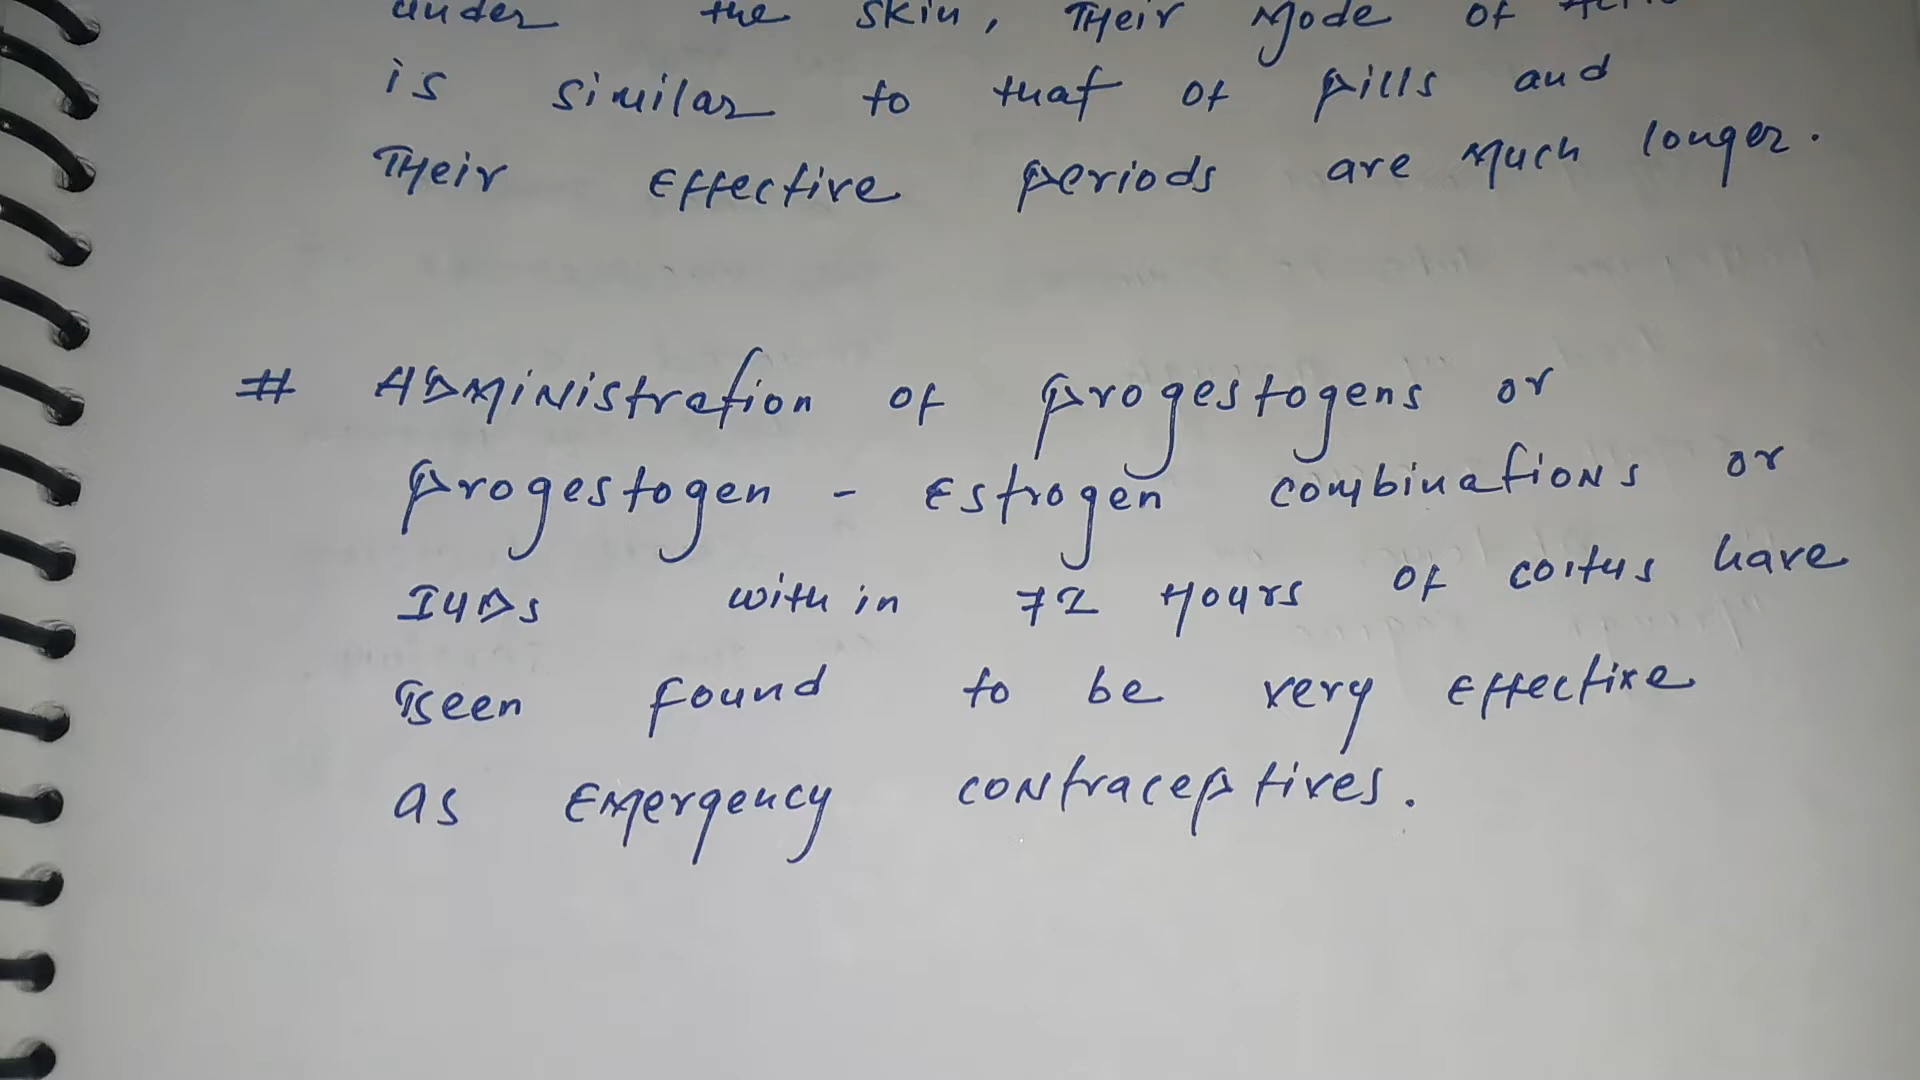 under the skin, Their Mode of
is similar to that of pills and
Their Effective periods are Much longer.
# ADMiNistration of progestogens or
progestogen - Estrogen combinations or
IUDs within 72 Hours of coitus have
Been found to be very Effective
as Emergency contraceptives.